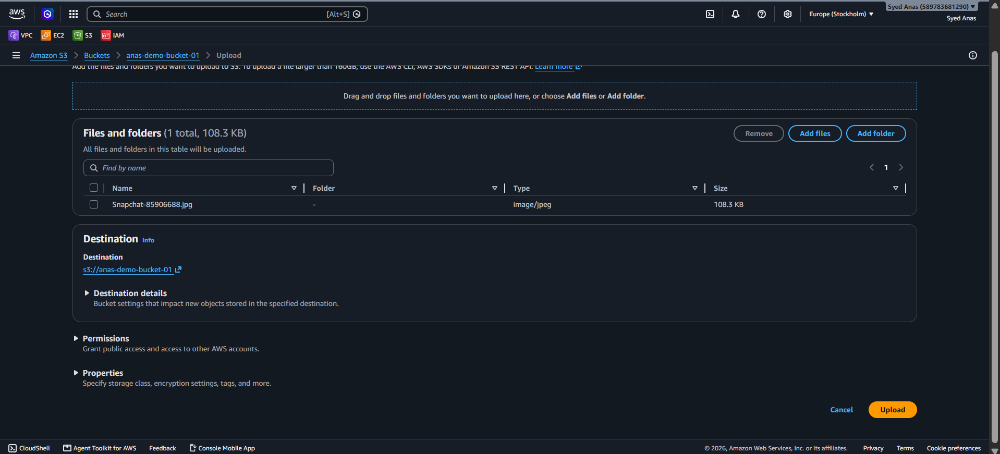 aws
Search [Alt+S]
Europe (Stockholm)
Syed Anas (589783681290)
Syed Anas
VPC EC2 S3 IAM
Amazon S3 Buckets anas-demo-bucket-01 Upload
Add the files and folders you want to upload to S3. To upload a file larger than 160GB, use the AWS CLI, AWS SDKs or Amazon S3 REST API. Learn more
Drag and drop files and folders you want to upload here, or choose Add files or Add folder.
Files and folders (1 total, 108.3 KB)
Remove Add files Add folder
All files and folders in this table will be uploaded.
Find by name
1
Name Folder Type Size
Snapchat-85906688.jpg - image/jpeg 108.3 KB
Destination Info
Destination
s3://anas-demo-bucket-01
Destination details
Bucket settings that impact new objects stored in the specified destination.
Permissions
Grant public access and access to other AWS accounts.
Properties
Specify storage class, encryption settings, tags, and more.
Cancel Upload
CloudShell Agent Toolkit for AWS Feedback Console Mobile App © 2026, Amazon Web Services, Inc. or its affiliates. Privacy Terms Cookie preferences